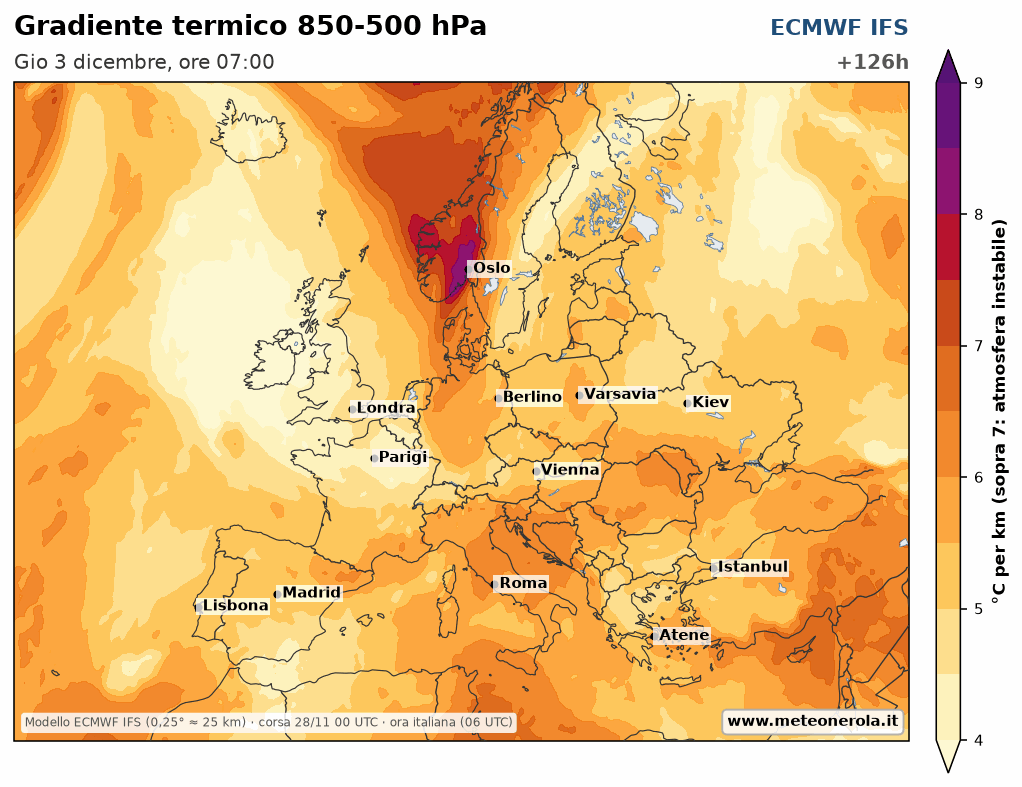 Gradiente termico 850-500 hPa
ECMWF IFS
Gio 3 dicembre, ore 07:00
+126h
9
8
7
6
5
4
°C per km (sopra 7: atmosfera instabile)
Oslo
Berlino
Varsavia
Kiev
Londra
Parigi
Vienna
Istanbul
Roma
Madrid
Lisbona
Atene
Modello ECMWF IFS (0,25° ≈ 25 km) · corsa 28/11 00 UTC · ora italiana (06 UTC)
www.meteonerola.it